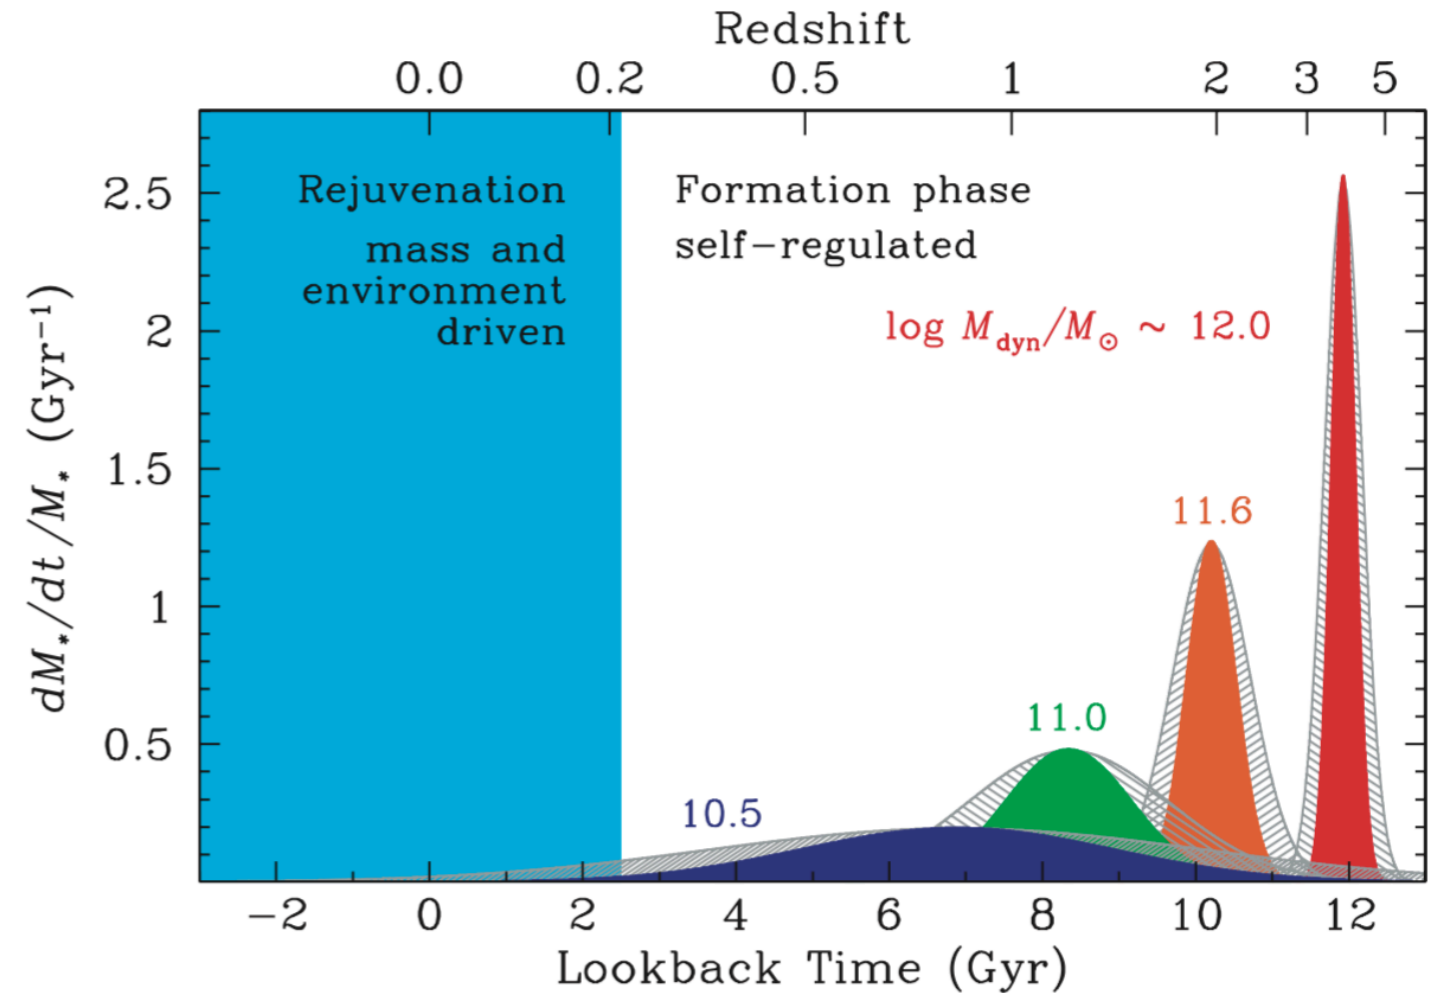 Redshift
0.0 0.2 0.5 1 2 3 5
Rejuvenation
mass and
environment
driven
Formation phase
self-regulated
log M_dyn/M_⊙ ~ 12.0
11.6
11.0
10.5
2.5
2
1.5
1
0.5
dM_*/dt/M_* (Gyr⁻¹)
-2 0 2 4 6 8 10 12
Lookback Time (Gyr)